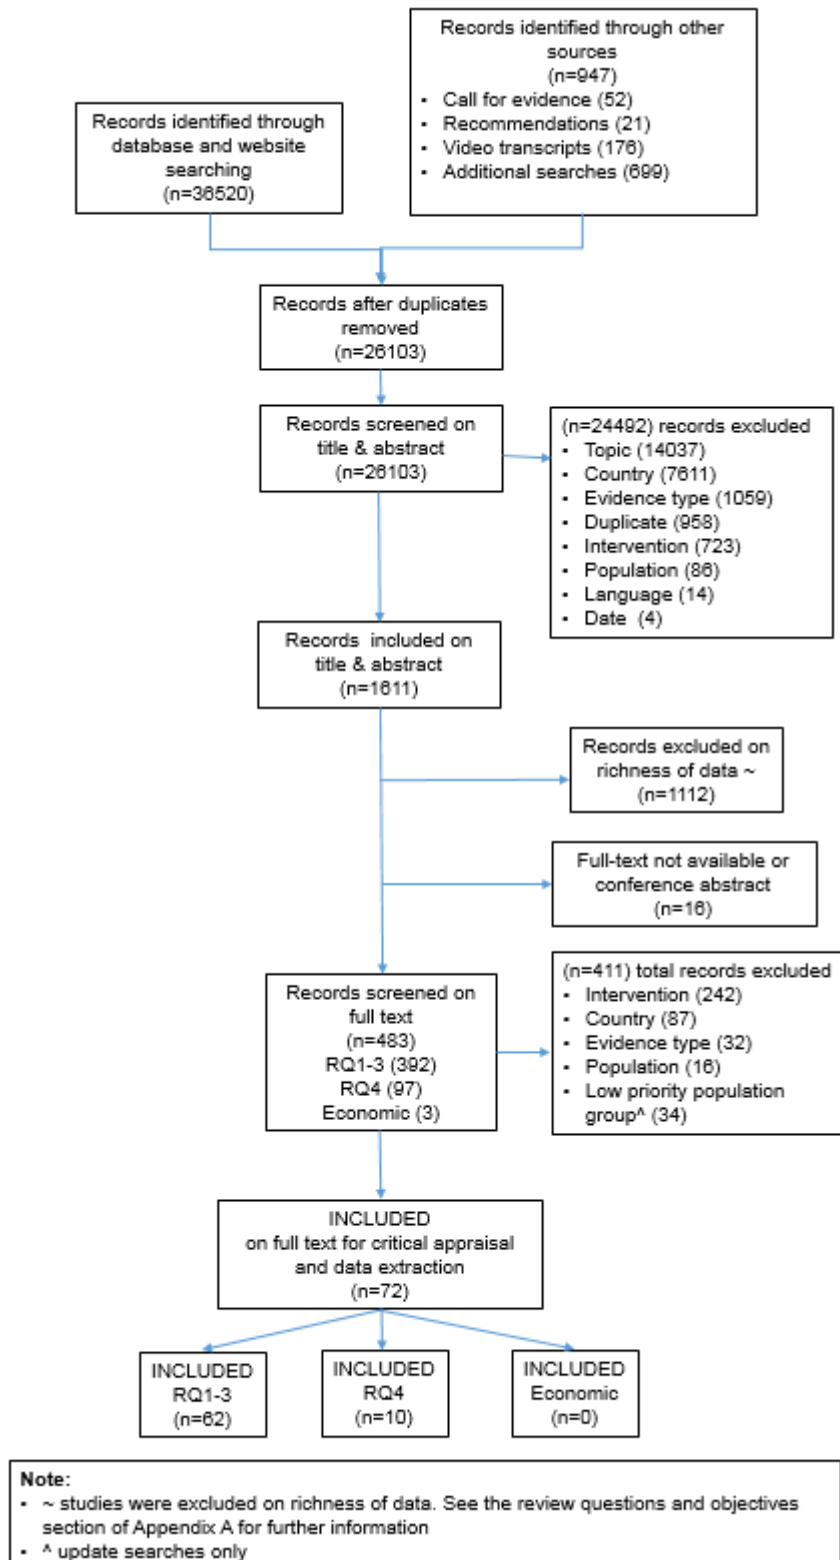 Records identified through other
sources
(n=947)
▪ Call for evidence (52)
▪ Recommendations (21)
▪ Video transcripts (176)
▪ Additional searches (699)
Records identified through
database and website
searching
(n=36520)
Records after duplicates
removed
(n=26103)
Records screened on
title & abstract
(n=26103)
(n=24492) records excluded
▪ Topic (14037)
▪ Country (7611)
▪ Evidence type (1059)
▪ Duplicate (958)
▪ Intervention (723)
▪ Population (86)
▪ Language (14)
▪ Date (4)
Records included on
title & abstract
(n=1611)
Records excluded on
richness of data ~
(n=1112)
Full-text not available or
conference abstract
(n=16)
Records screened on
full text
(n=483)
RQ1-3 (392)
RQ4 (97)
Economic (3)
(n=411) total records excluded
▪ Intervention (242)
▪ Country (87)
▪ Evidence type (32)
▪ Population (16)
▪ Low priority population
group^ (34)
INCLUDED
on full text for critical appraisal
and data extraction
(n=72)
INCLUDED
RQ1-3
(n=62)
INCLUDED
RQ4
(n=10)
INCLUDED
Economic
(n=0)
Note:
▪ ~ studies were excluded on richness of data. See the review questions and objectives
section of Appendix A for further information
▪ ^ update searches only